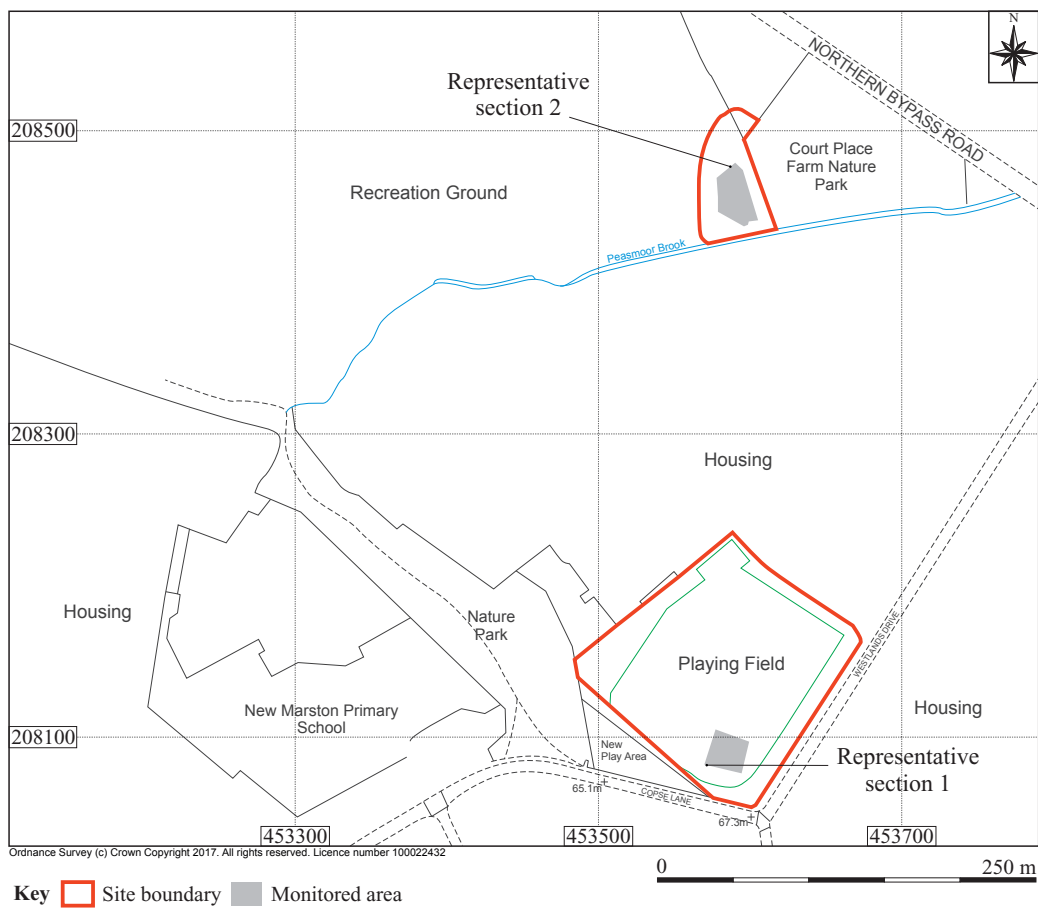 N
NORTHERN BYPASS ROAD
Representative
section 2
208500
Court Place
Farm Nature
Park
Recreation Ground
Peasmoor Brook
208300
Housing
Housing
Nature
Park
Playing Field
WESTLANDS DRIVE
New Marston Primary
School
Housing
208100
New
Play Area
Representative
section 1
65.1m
COPSE LANE
67.3m
453300
453500
453700
Ordnance Survey (c) Crown Copyright 2017. All rights reserved. Licence number 100022432
0
250 m
Key
Site boundary
Monitored area